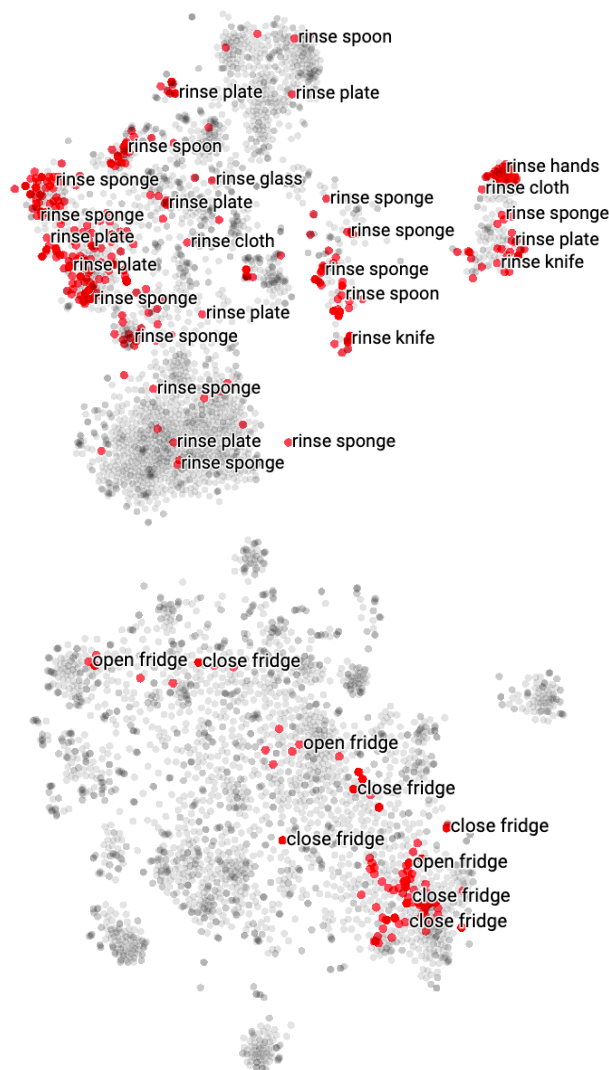 rinse spoon
rinse plate
rinse plate
rinse spoon
rinse hands
rinse sponge
rinse glass
rinse cloth
rinse sponge
rinse plate
rinse sponge
rinse sponge
rinse plate
rinse sponge
rinse plate
rinse cloth
rinse plate
rinse knife
rinse sponge
rinse sponge
rinse spoon
rinse plate
rinse sponge
rinse knife
rinse sponge
rinse plate
rinse sponge
rinse sponge
open fridge
close fridge
open fridge
close fridge
close fridge
close fridge
open fridge
close fridge
close fridge